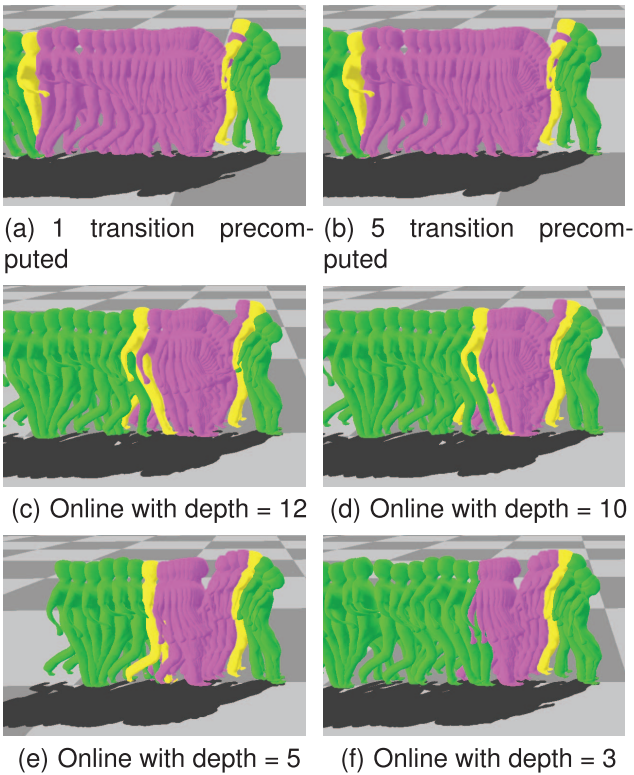 (a) 1 transition precom-
puted
(b) 5 transition precom-
puted
(c) Online with depth = 12
(d) Online with depth = 10
(e) Online with depth = 5
(f) Online with depth = 3